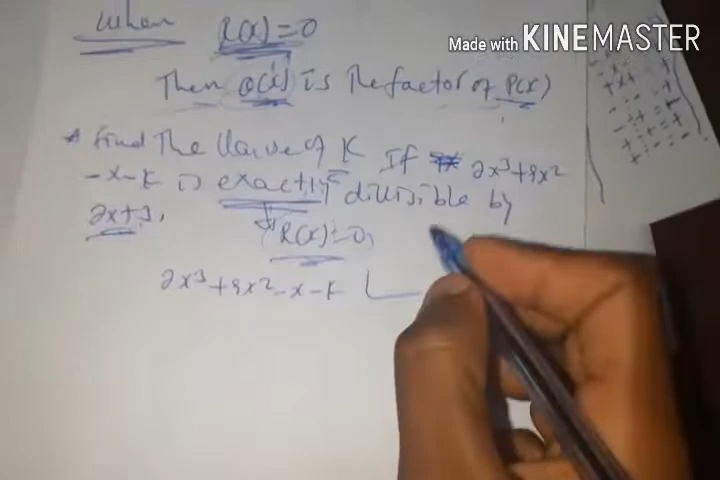 When R(x)=0
Made with KINEMASTER
Then Q(x) is The factor of P(x)
* Find The Value of K If 2x³+9x²
-x-K is exactly divisible by
2x+3.
R(x)=0,
2x³+9x²-x-K